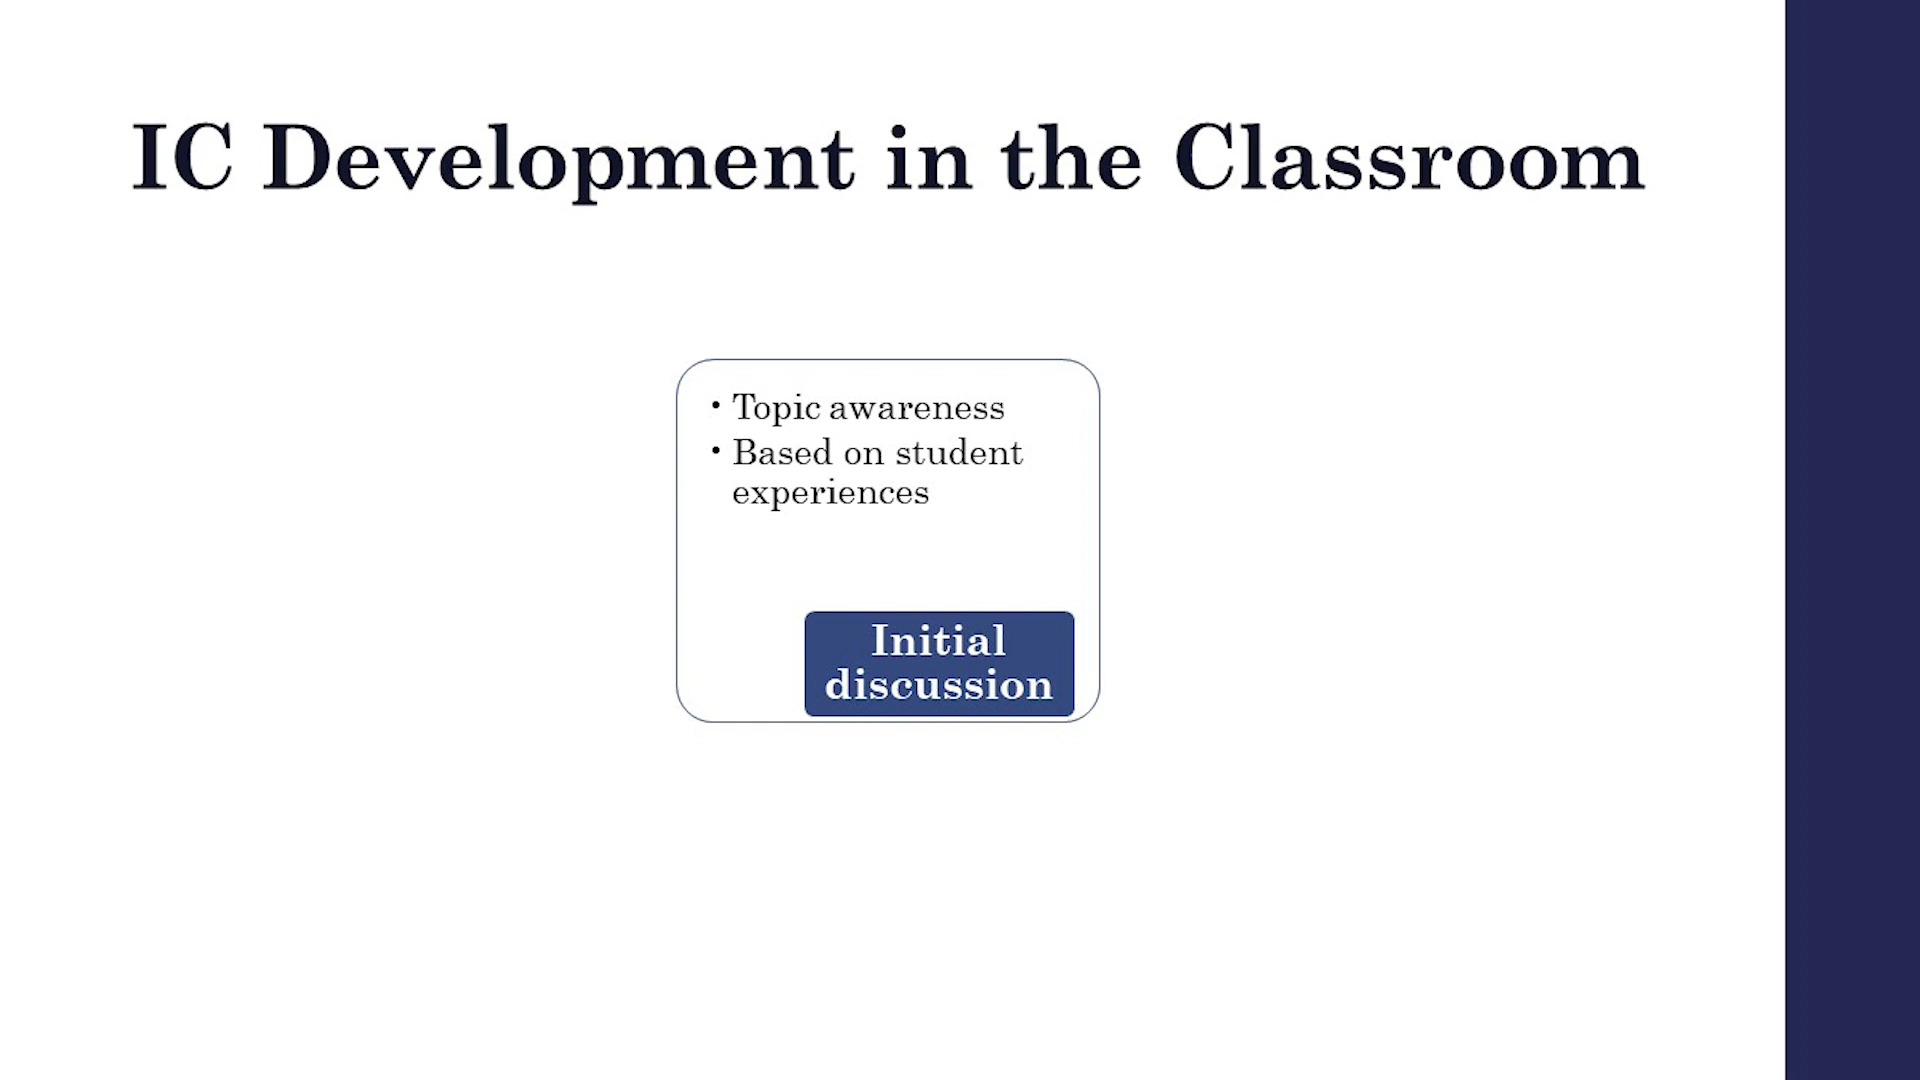 IC Development in the Classroom
• Topic awareness
• Based on student
experiences
Initial
discussion